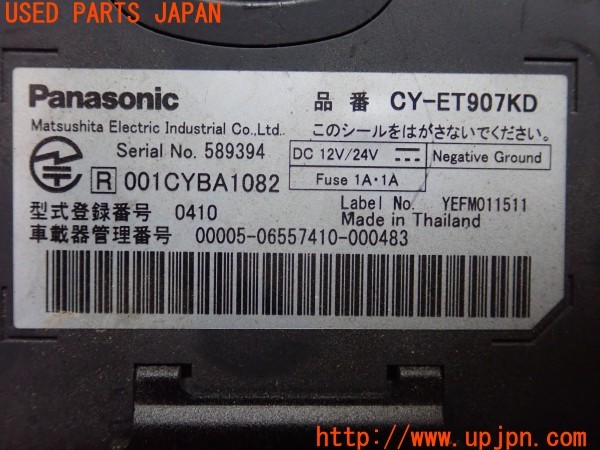 USED PARTS JAPAN
Panasonic 品番 CY-ET907KD
Matsushita Electric Industrial Co.,Ltd. このシールをはがさないでください。
Serial No. 589394 DC 12V/24V Negative Ground
R 001CYBA1082 Fuse 1A・1A
Label No. YEFM011511
型式登録番号 0410 Made in Thailand
車載器管理番号 00005-06557410-000483
http://www.upjpn.com/